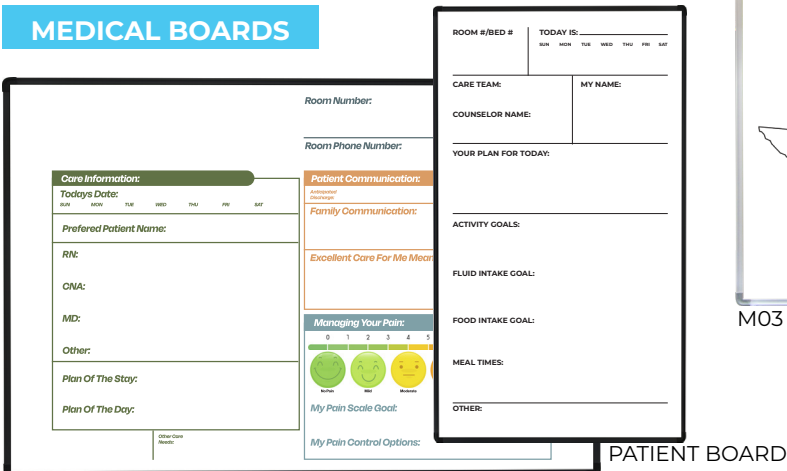 MEDICAL BOARDS
Room Number:
Room Phone Number:
Care Information:
Todays Date:
SUN MON TUE WED THU FRI SAT
Prefered Patient Name:
RN:
CNA:
MD:
Other:
Plan Of The Stay:
Plan Of The Day:
Other Care
Needs:
Patient Communication:
Anticipated
Discharge:
Family Communication:
Excellent Care For Me Mean
Managing Your Pain:
0 1 2 3 4 5
No Pain Mild Moderate
My Pain Scale Goal:
My Pain Control Options:
ROOM #/BED #
TODAY IS:
SUN MON TUE WED THU FRI SAT
CARE TEAM:
MY NAME:
COUNSELOR NAME:
YOUR PLAN FOR TODAY:
ACTIVITY GOALS:
FLUID INTAKE GOAL:
FOOD INTAKE GOAL:
MEAL TIMES:
OTHER:
M03
PATIENT BOARD